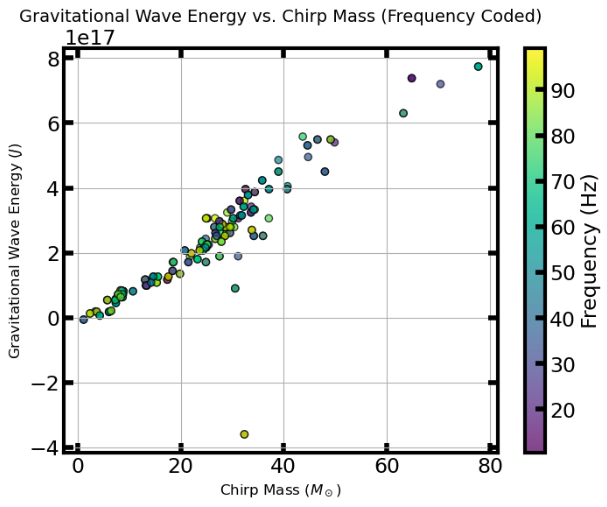 Gravitational Wave Energy vs. Chirp Mass (Frequency Coded)
1e17
8
6
4
2
0
−2
−4
0 20 40 60 80
Gravitational Wave Energy (J)
Chirp Mass (M⊙)
90
80
70
60
50
40
30
20
Frequency (Hz)